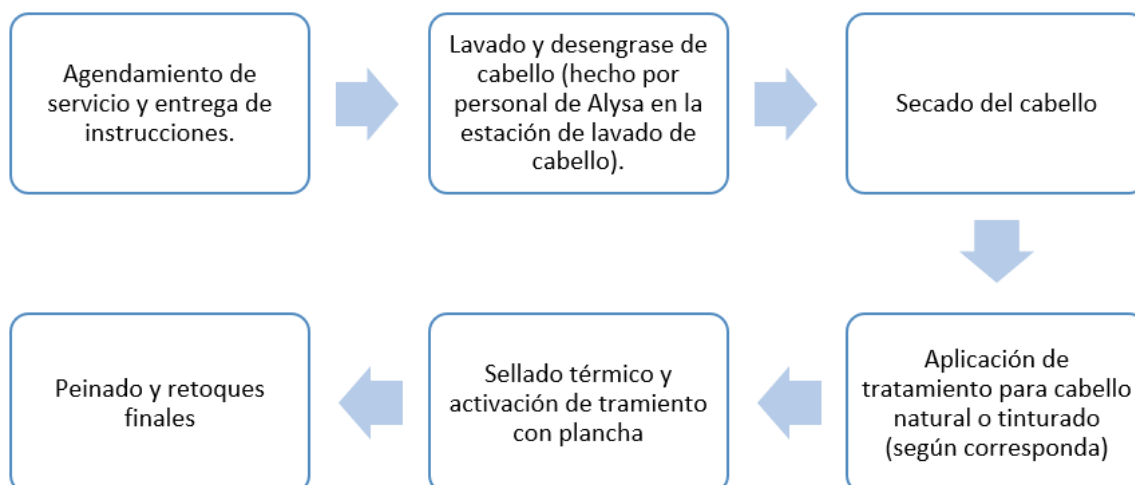 Agendamiento de
servicio y entrega de
instrucciones.
Lavado y desengrase de
cabello (hecho por
personal de Alysa en la
estación de lavado de
cabello).
Secado del cabello
Aplicación de
tratamiento para cabello
natural o tinturado
(según corresponda)
Sellado térmico y
activación de tramiento
con plancha
Peinado y retoques
finales